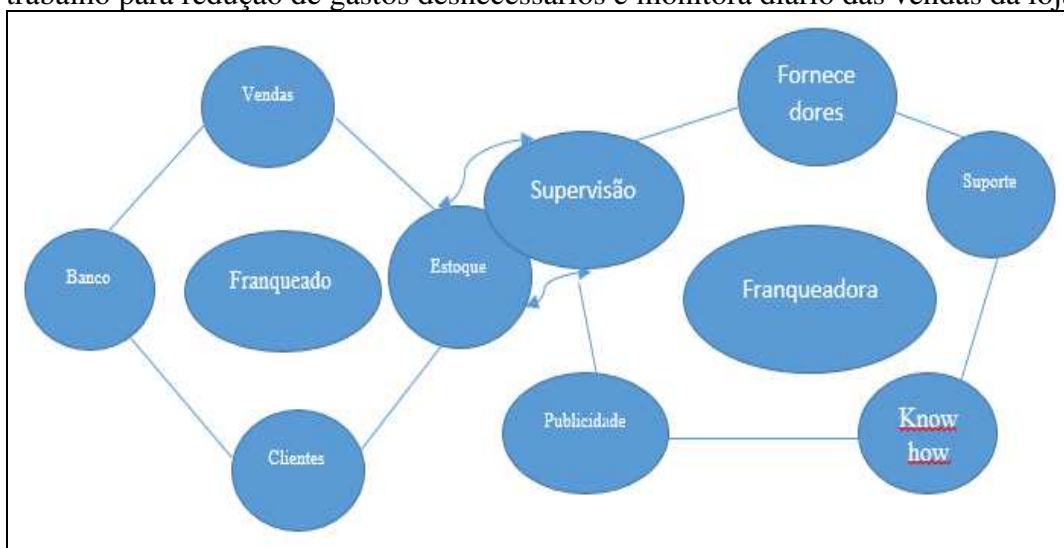 trabalho para redução de gastos desnecessários e monitora diário das vendas da loja
Vendas
Fornece
dores
Supervisão
Suporte
Banco
Franqueado
Estoque
Franqueadora
Publicidade
Know
how
Clientes